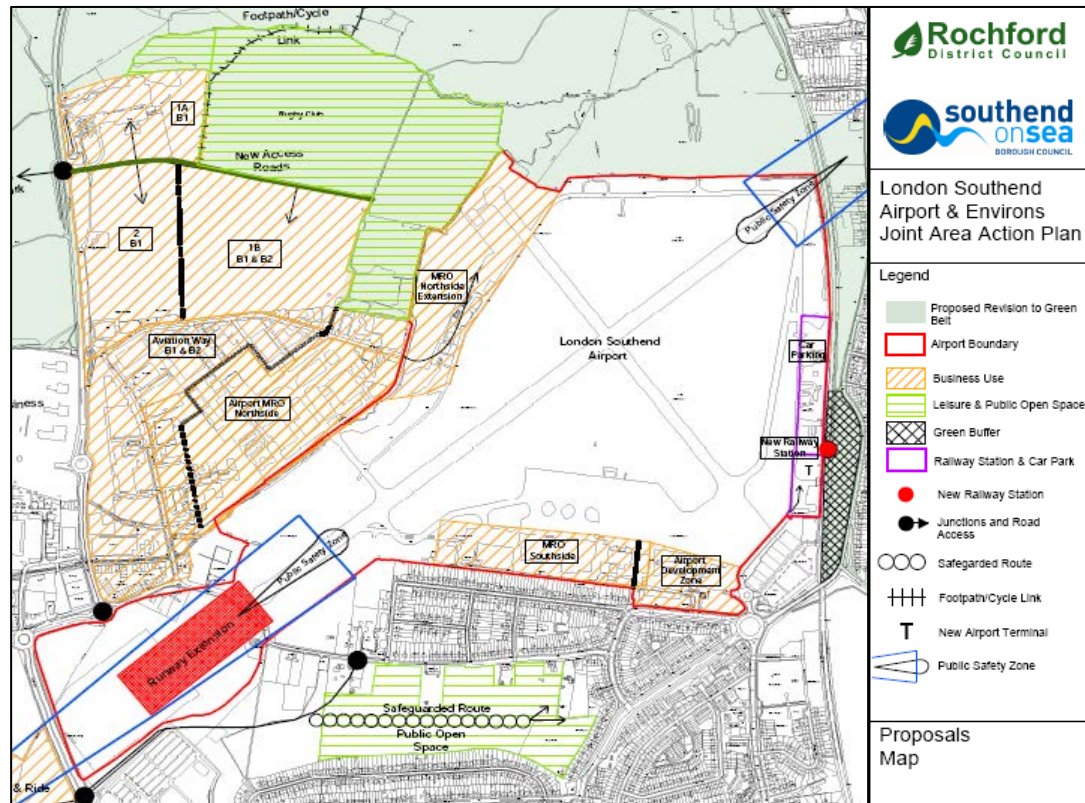 Footpath/Cycle
Link
1A
B1
Rugby Club
New Access
Roads
rk
2
B1
1B
B1 & B2
MRO
Northside
Extension
Public Safety Zone
Aviation Way
B1 & B2
London Southend
Airport
Car
Parking
iness
Airport MRO
Northside
New Railway
Station
T
MRO
Southside
Airport
Development
Zone
Public Safety Zone
Runway Extension
Safeguarded Route
Public Open
Space
& Ride
Rochford
District Council
southend
on sea
BOROUGH COUNCIL
London Southend
Airport & Environs
Joint Area Action Plan
Legend
Proposed Revision to Green
Belt
Airport Boundary
Business Use
Leisure & Public Open Space
Green Buffer
Railway Station & Car Park
New Railway Station
Junctions and Road
Access
Safegarded Route
Footpath/Cycle Link
T
New Airport Terminal
Public Safety Zone
Proposals
Map